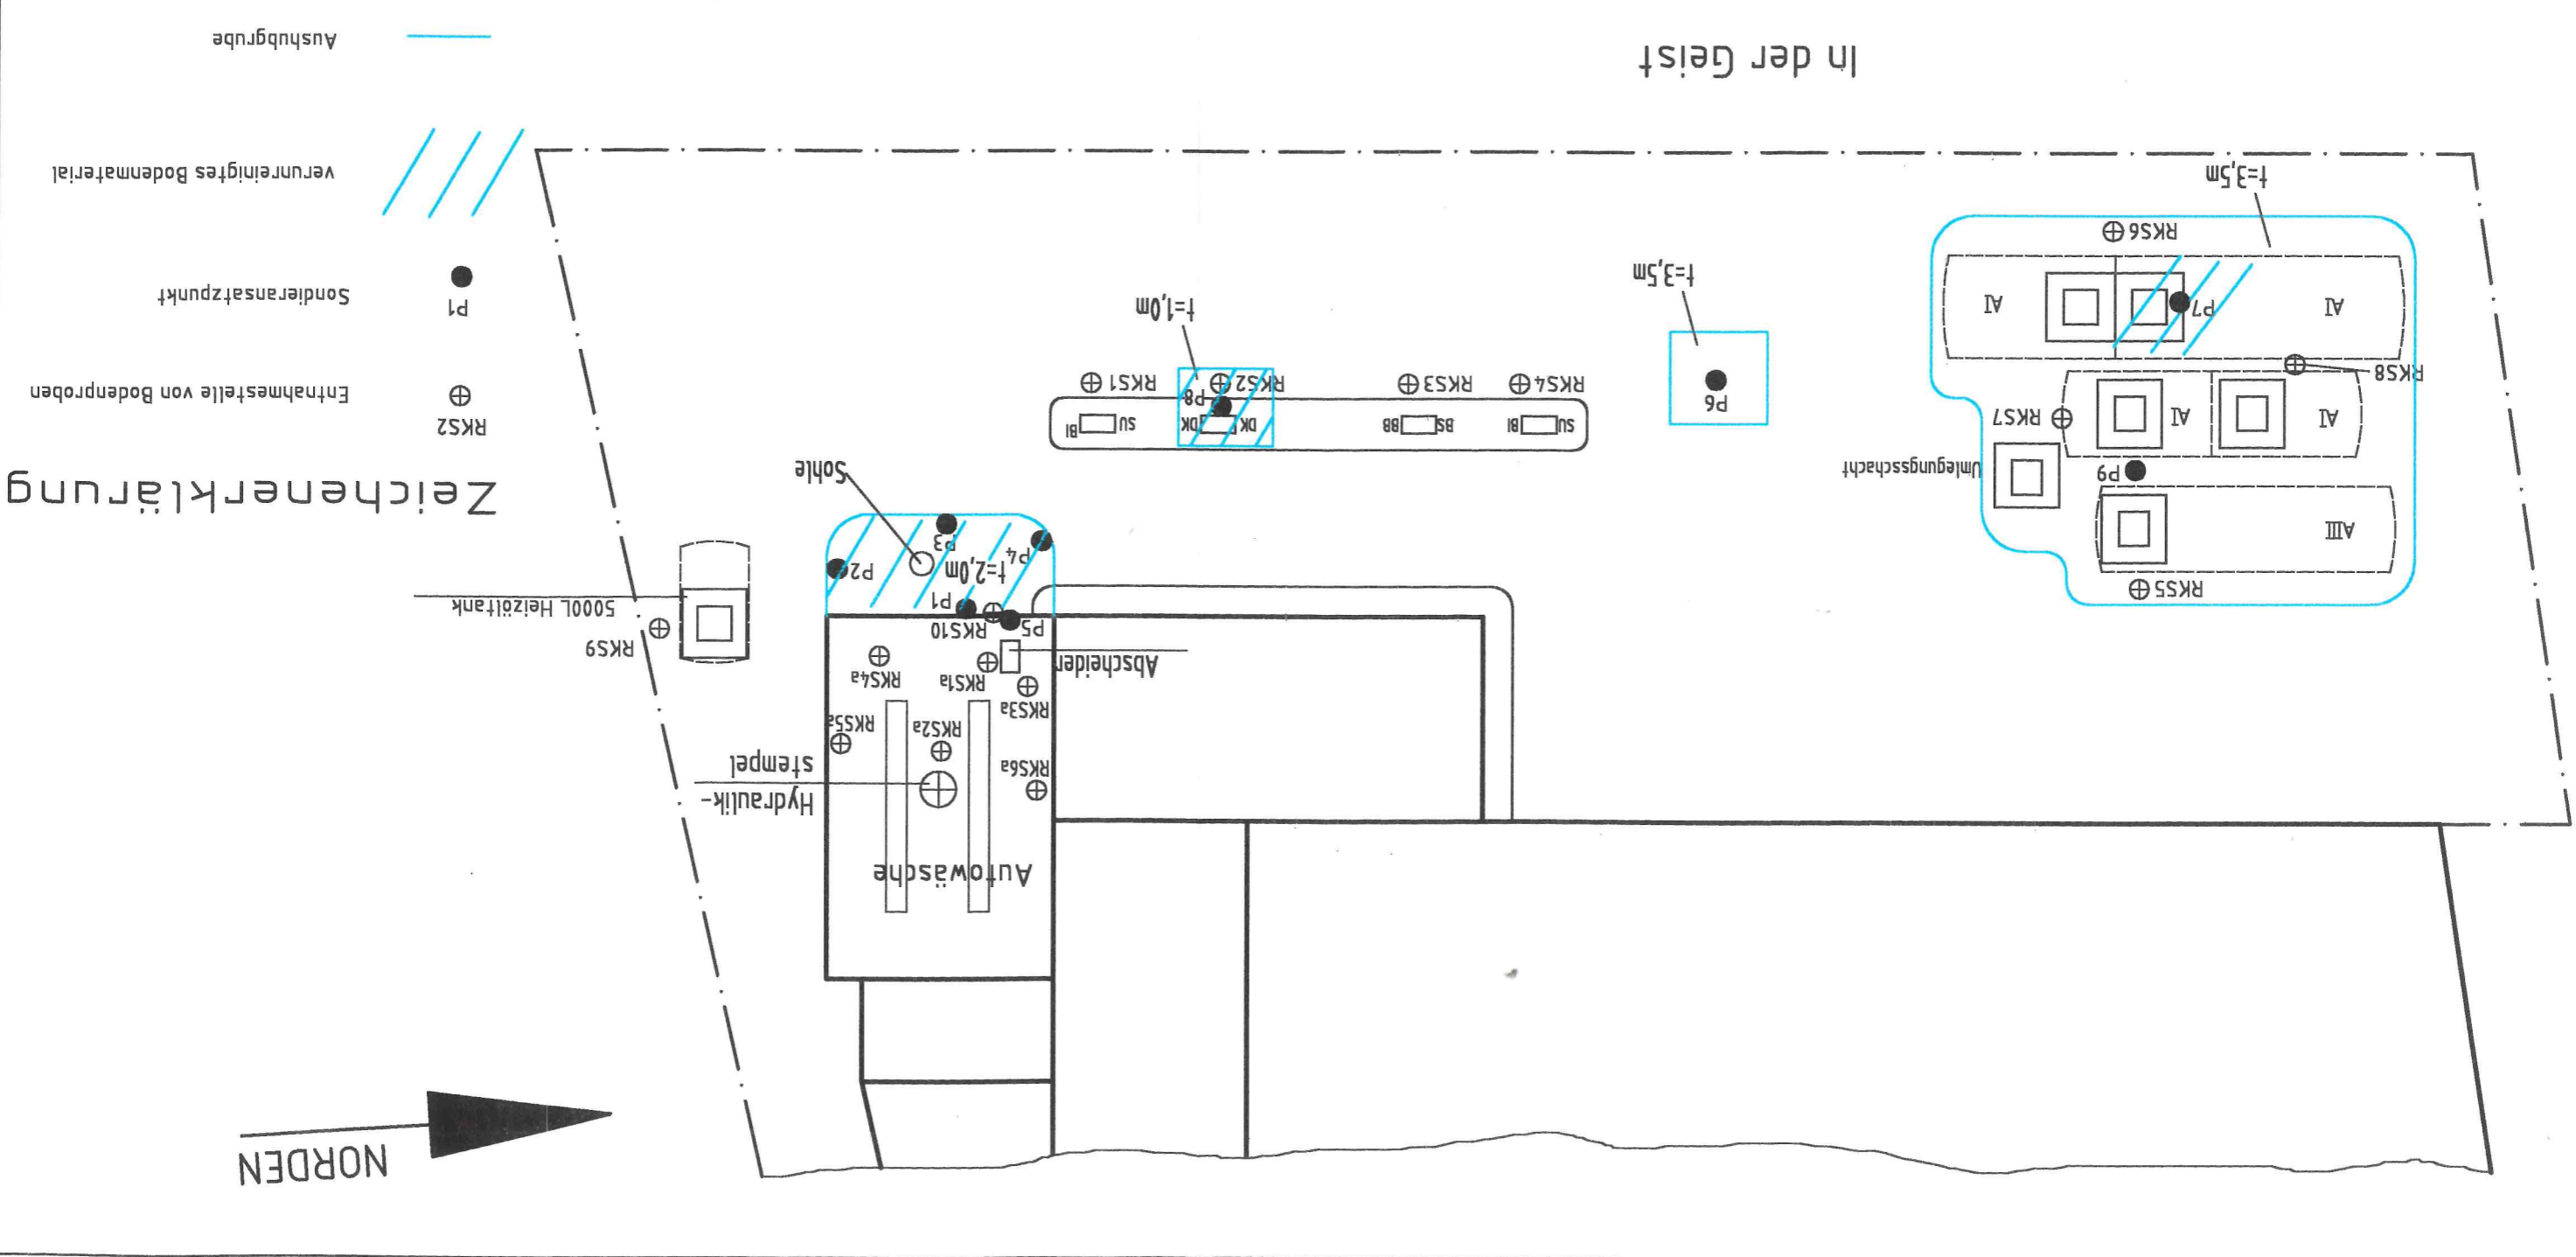 NORDEN
Autowäsche
Hydraulik-
stempel
RKS6a
RKS2a
RKS5a
RKS3a
RKS1a
RKS4a
Abscheider
RKS9
5000L Heizöltank
P5
RKS10
P1
t=2,0m
P2
P3
P4
Sohle
RKS5
AIII
P9
Umlegungsschacht
RKS7
AI
AI
RKS8
AI
P7
AI
RKS6
t=3,5m
P6
t=3,5m
SU
BI
BS
BB
DK
DK
SU
BI
P8
RKS4
RKS3
RKS2
RKS1
t=1,0m
In der Geist
Zeichenerklärung
RKS2
Entnahmestelle von Bodenproben
P1
Sondieransatzpunkt
verunreinigtes Bodenmaterial
Aushubgrube